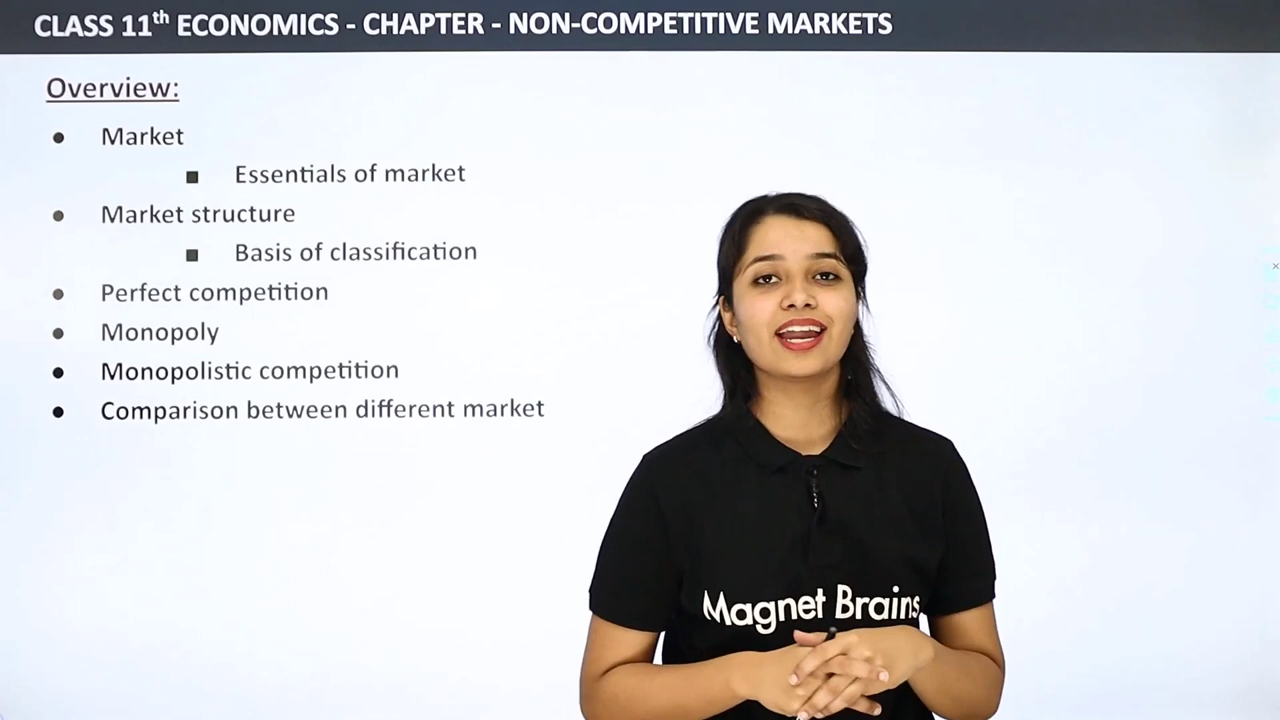 CLASS 11th ECONOMICS - CHAPTER - NON-COMPETITIVE MARKETS
Overview:
● Market
■ Essentials of market
● Market structure
■ Basis of classification
● Perfect competition
● Monopoly
● Monopolistic competition
● Comparison between different market
Magnet Brains